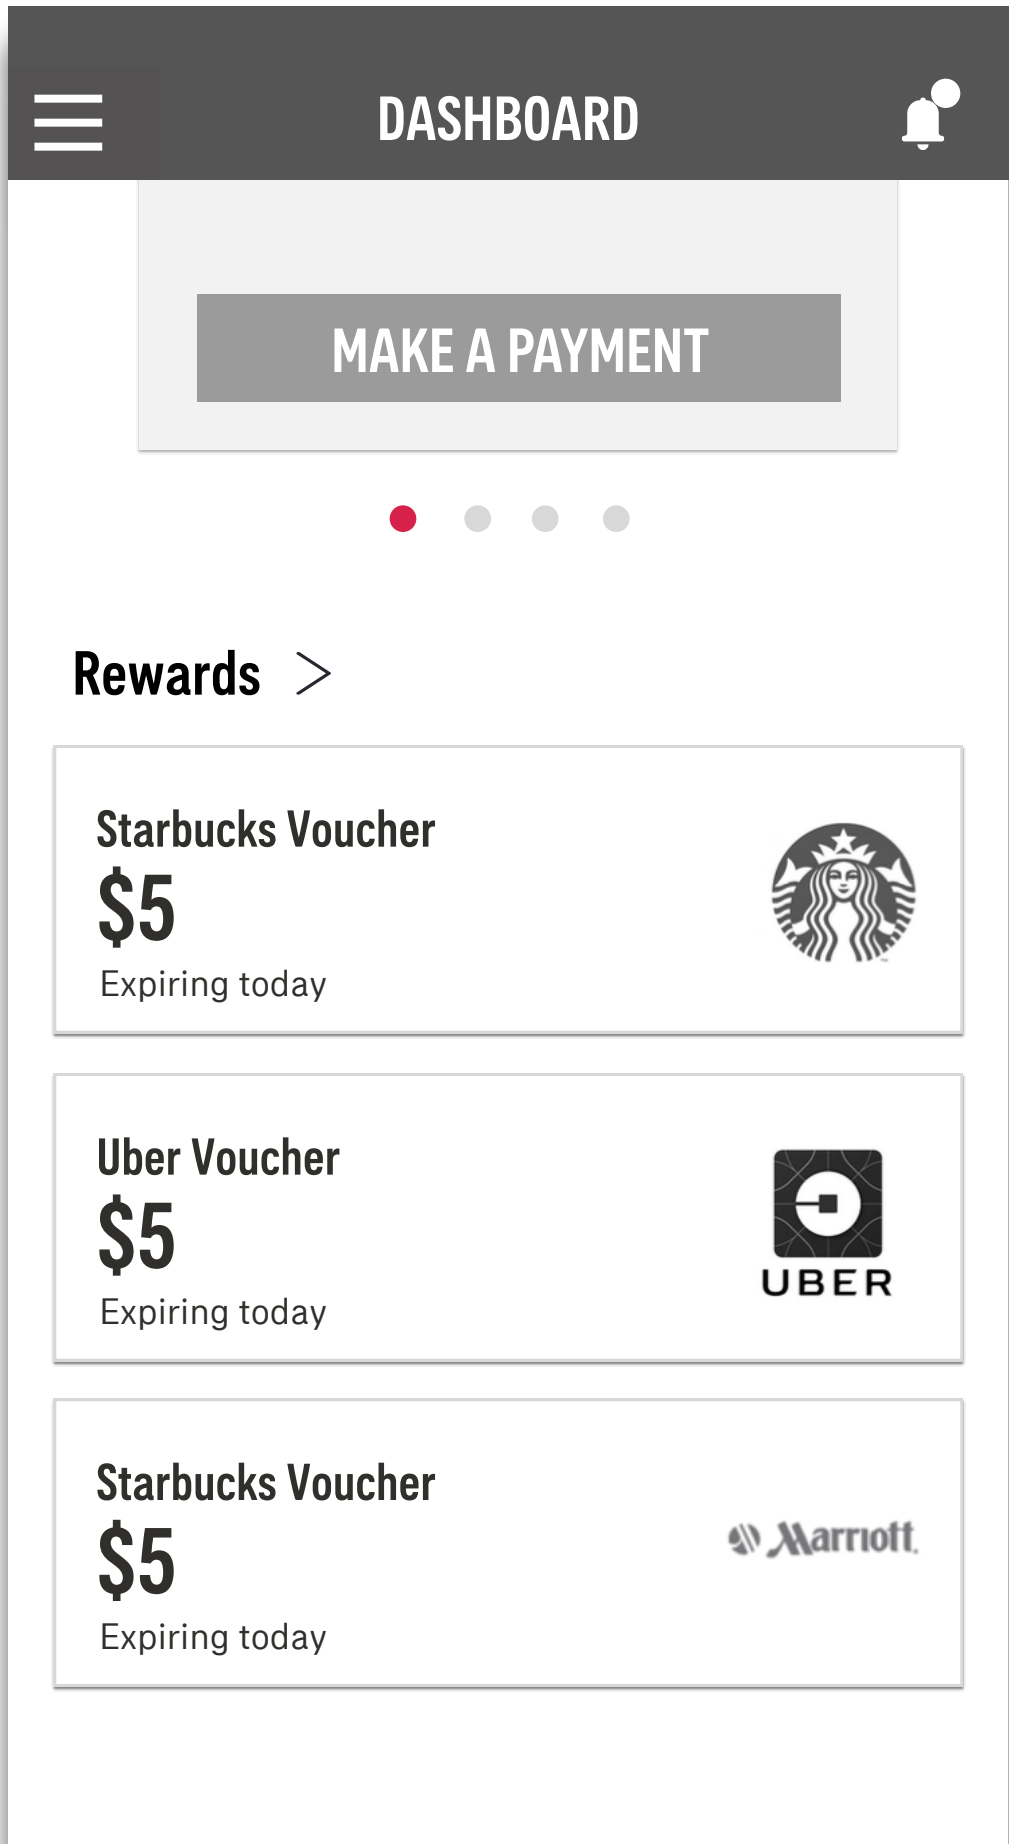 DASHBOARD
MAKE A PAYMENT
Rewards >
Starbucks Voucher
$5
Expiring today
Uber Voucher
$5
Expiring today
UBER
Starbucks Voucher
$5
Expiring today
Marriott.